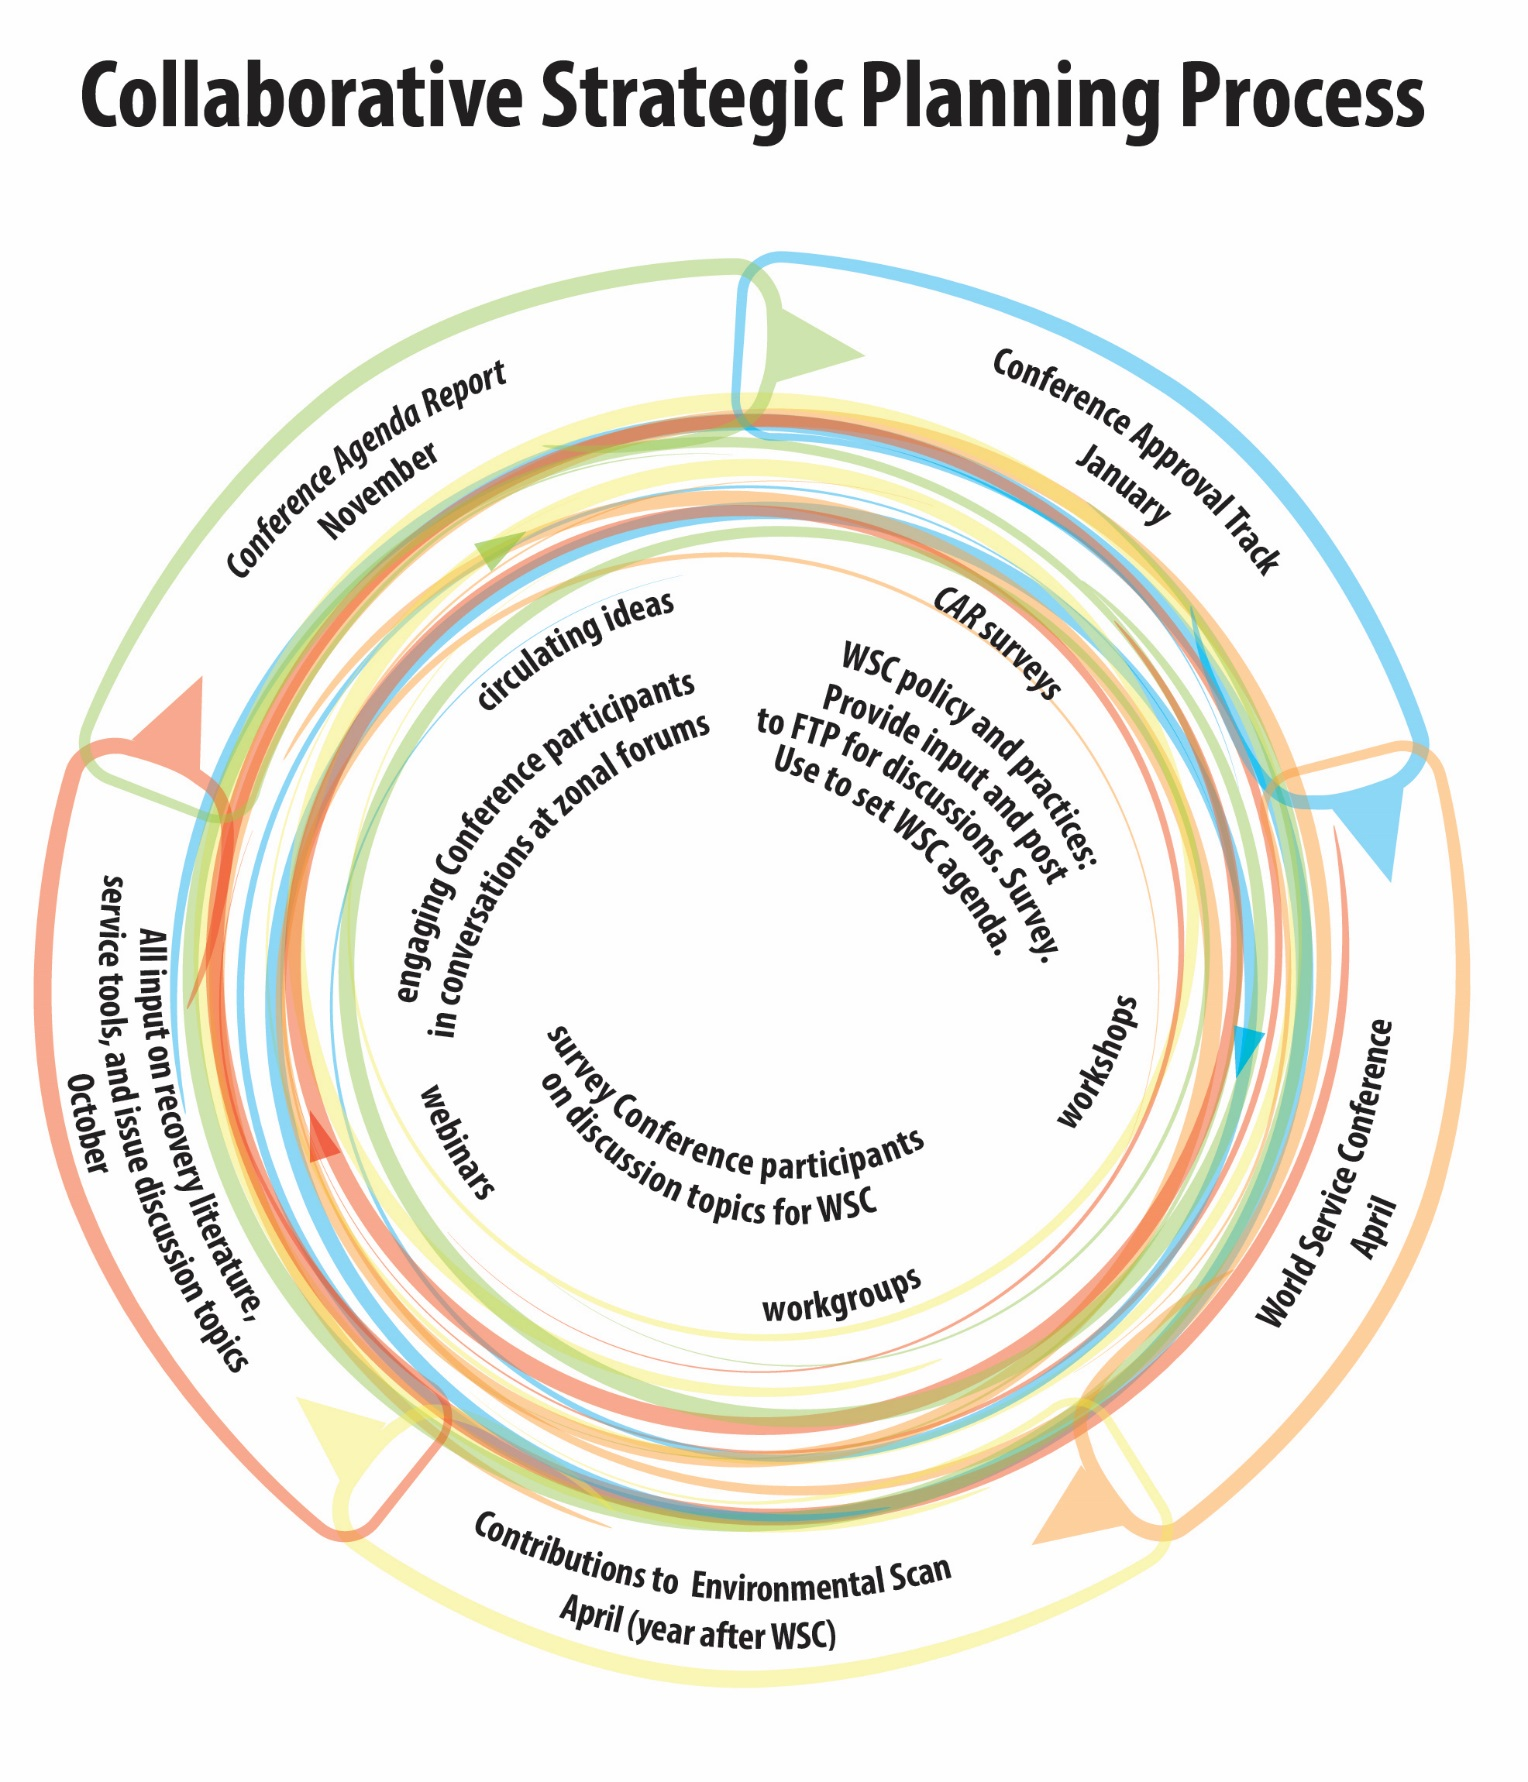 Collaborative Strategic Planning Process
Conference Agenda Report
November
Conference Approval Track
January
World Service Conference
April
Contributions to Environmental Scan
April (year after WSC)
All input on recovery literature,
service tools, and issue discussion topics
October
circulating ideas
engaging Conference participants
in conversations at zonal forums
CAR surveys
WSC policy and practices:
Provide input and post
to FTP for discussions. Survey.
Use to set WSC agenda.
workshops
survey Conference participants
on discussion topics for WSC
webinars
workgroups